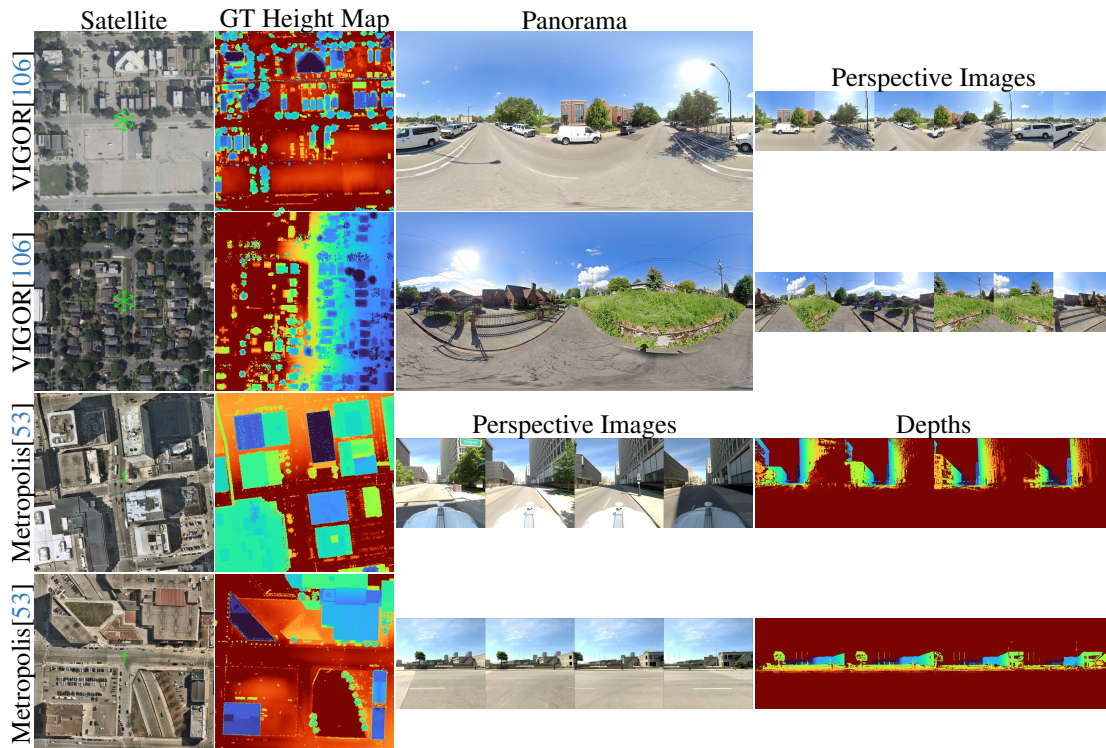 Satellite
GT Height Map
Panorama
VIGOR[106]
Perspective Images
VIGOR[106]
Metropolis[53]
Perspective Images
Depths
Metropolis[53]